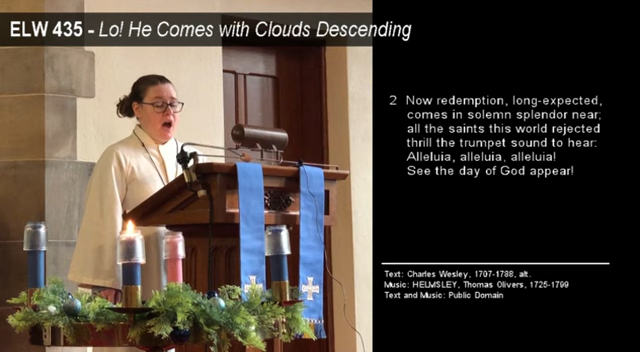 ELW 435 - Lo! He Comes with Clouds Descending
2 Now redemption, long-expected,
comes in solemn splendor near;
all the saints this world rejected
thrill the trumpet sound to hear:
Alleluia, alleluia, alleluia!
See the day of God appear!
Text: Charles Wesley, 1707-1788, alt.
Music: HELMSLEY, Thomas Olivers, 1725-1799
Text and Music: Public Domain